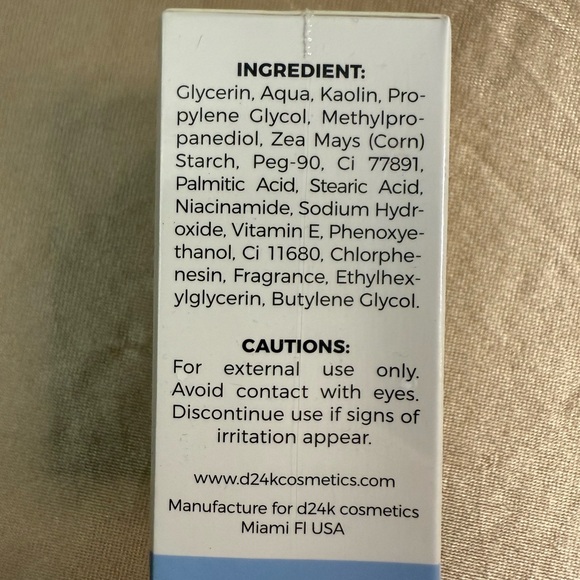 INGREDIENT:
Glycerin, Aqua, Kaolin, Pro-
pylene Glycol, Methylpro-
panediol, Zea Mays (Corn)
Starch, Peg-90, Ci 77891,
Palmitic Acid, Stearic Acid,
Niacinamide, Sodium Hydr-
oxide, Vitamin E, Phenoxye-
thanol, Ci 11680, Chlorphe-
nesin, Fragrance, Ethylhex-
ylglycerin, Butylene Glycol.
CAUTIONS:
For external use only.
Avoid contact with eyes.
Discontinue use if signs of
irritation appear.
www.d24kcosmetics.com
Manufacture for d24k cosmetics
Miami Fl USA